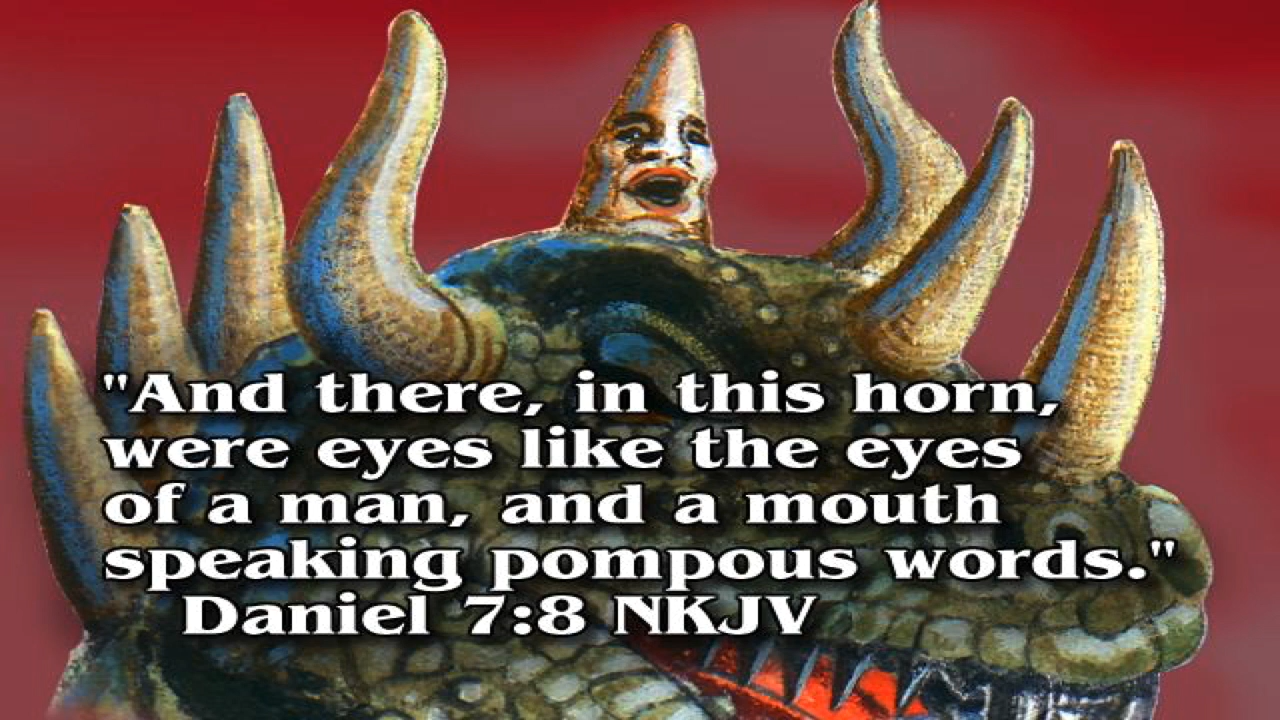 "And there, in this horn,
were eyes like the eyes
of a man, and a mouth
speaking pompous words."
Daniel 7:8 NKJV